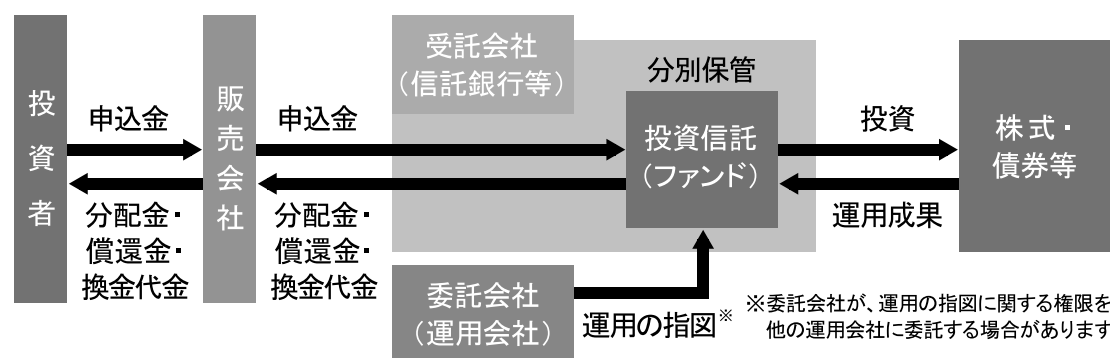 投資者
申込金
分配金・
償還金・
換金代金
販売会社
申込金
分配金・
償還金・
換金代金
受託会社
（信託銀行等）
分別保管
投資信託
（ファンド）
委託会社
（運用会社）
運用の指図※
投資
運用成果
株式・
債券等
※委託会社が、運用の指図に関する権限を
他の運用会社に委託する場合があります